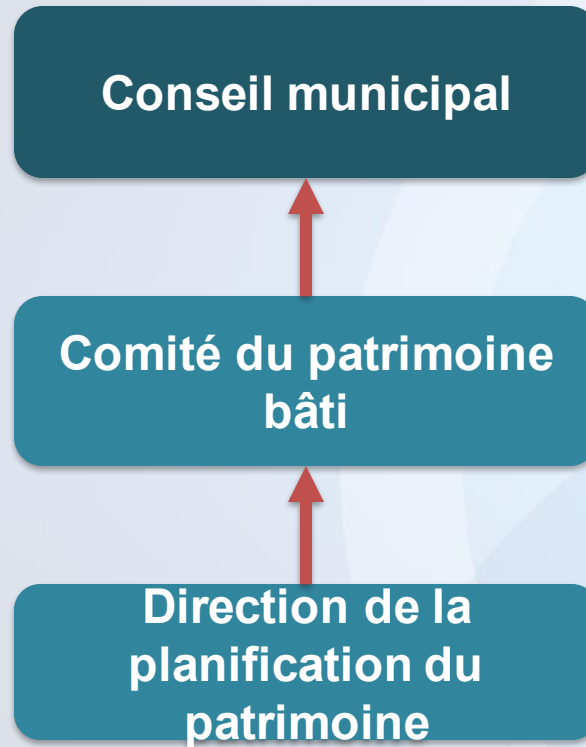 Conseil municipal
Comité du patrimoine
bâti
Direction de la
planification du
patrimoine